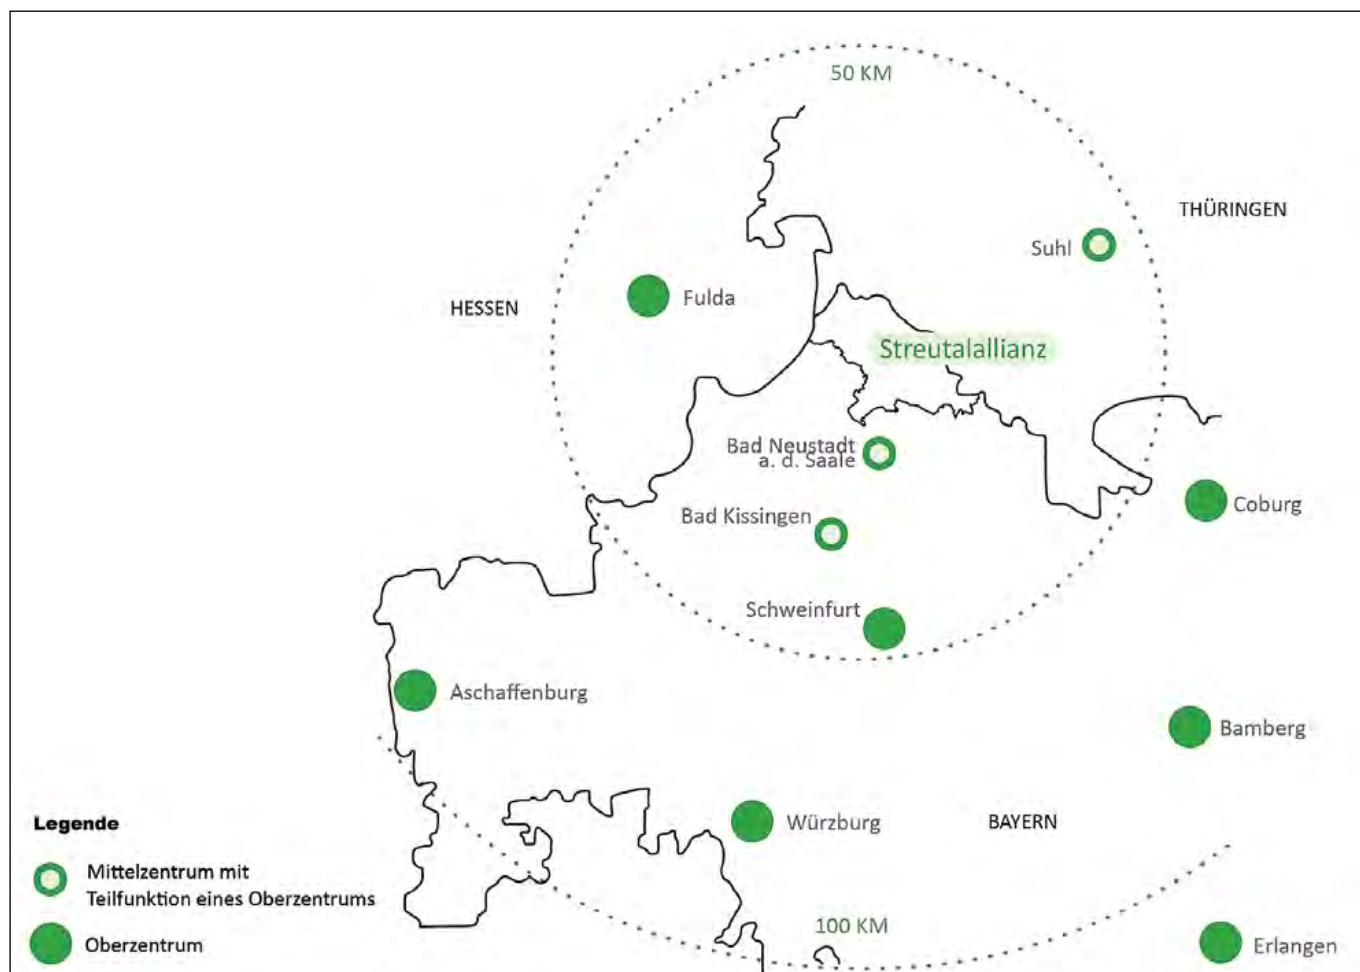 50 KM
THÜRINGEN
Suhl
Fulda
HESSEN
Streutalallianz
Bad Neustadt
a. d. Saale
Bad Kissingen
Coburg
Schweinfurt
Aschaffenburg
Bamberg
Würzburg
BAYERN
100 KM
Erlangen
Legende
Mittelzentrum mit
Teilfunktion eines Oberzentrums
Oberzentrum